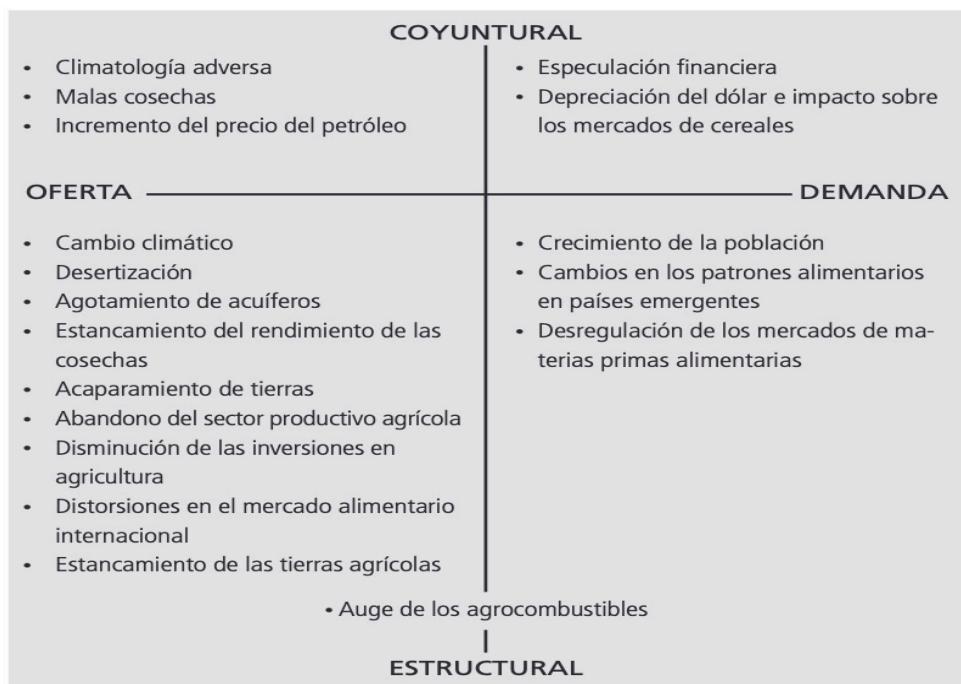 COYUNTURAL
• Climatología adversa
• Malas cosechas
• Incremento del precio del petróleo
• Especulación financiera
• Depreciación del dólar e impacto sobre
los mercados de cereales
OFERTA
DEMANDA
• Cambio climático
• Desertización
• Agotamiento de acuíferos
• Estancamiento del rendimiento de las
cosechas
• Acaparamiento de tierras
• Abandono del sector productivo agrícola
• Disminución de las inversiones en
agricultura
• Distorsiones en el mercado alimentario
internacional
• Estancamiento de las tierras agrícolas
• Crecimiento de la población
• Cambios en los patrones alimentarios
en países emergentes
• Desregulación de los mercados de ma-
terias primas alimentarias
• Auge de los agrocombustibles
ESTRUCTURAL